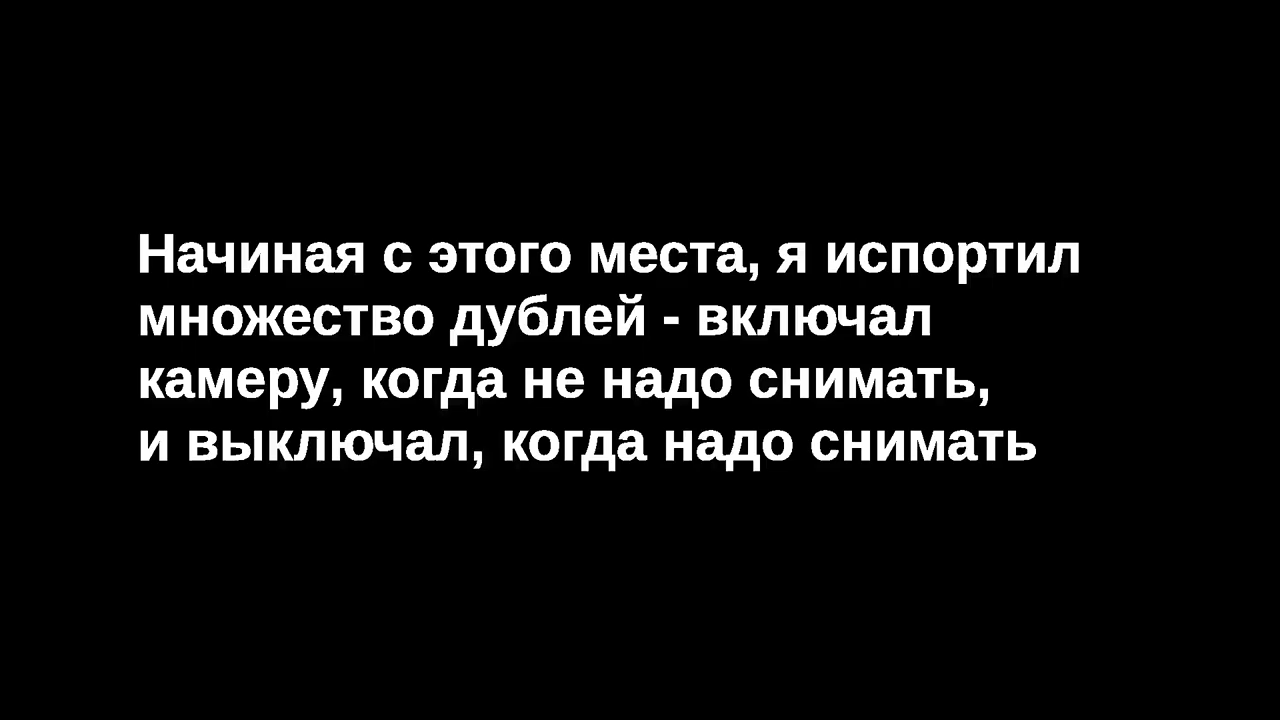 Начиная с этого места, я испортил
множество дублей - включал
камеру, когда не надо снимать,
и выключал, когда надо снимать